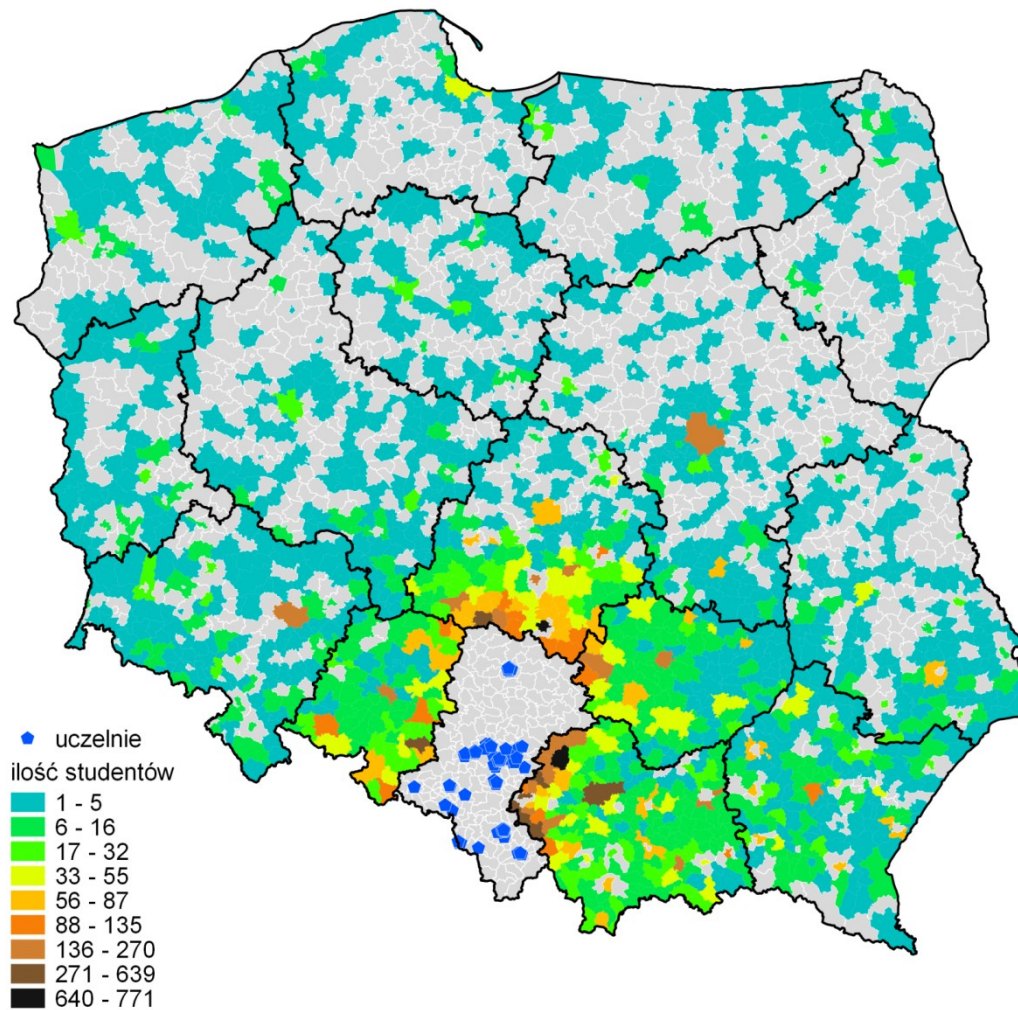 uczelnie
ilość studentów
1 - 5
6 - 16
17 - 32
33 - 55
56 - 87
88 - 135
136 - 270
271 - 639
640 - 771